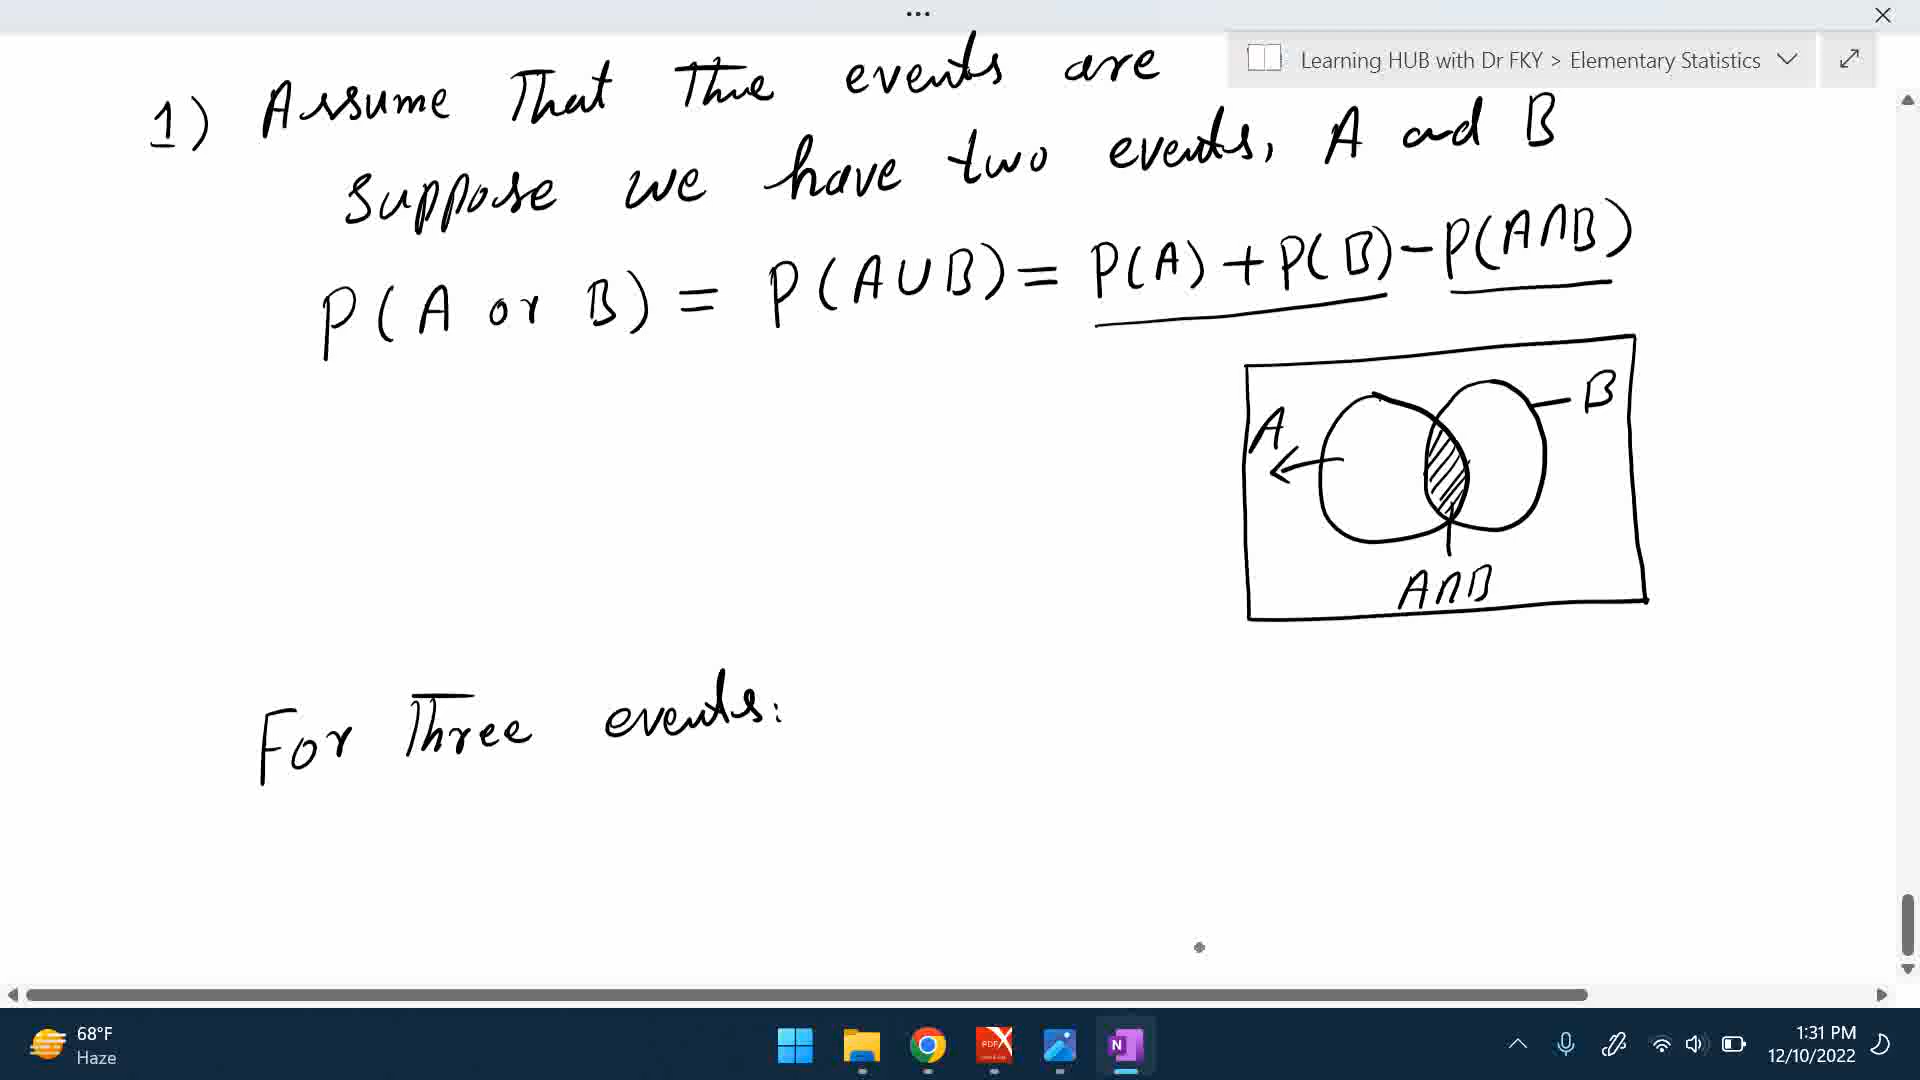 Learning HUB with Dr FKY > Elementary Statistics
1) Assume That The events are
suppose we have two events, A and B
P(A or B) = P(A∪B) = P(A) + P(B) - P(A∩B)
A
B
A∩B
For Three events:
68°F
Haze
PDF
N
1:31 PM
12/10/2022